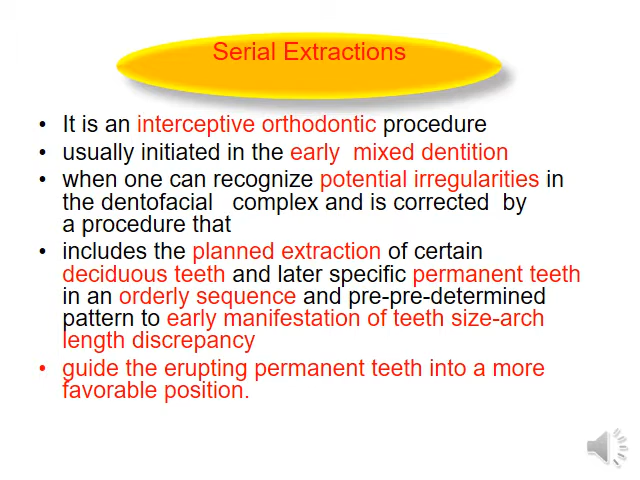 Serial Extractions
• It is an interceptive orthodontic procedure
• usually initiated in the early mixed dentition
• when one can recognize potential irregularities in
the dentofacial complex and is corrected by
a procedure that
• includes the planned extraction of certain
deciduous teeth and later specific permanent teeth
in an orderly sequence and pre-pre-determined
pattern to early manifestation of teeth size-arch
length discrepancy
• guide the erupting permanent teeth into a more
favorable position.